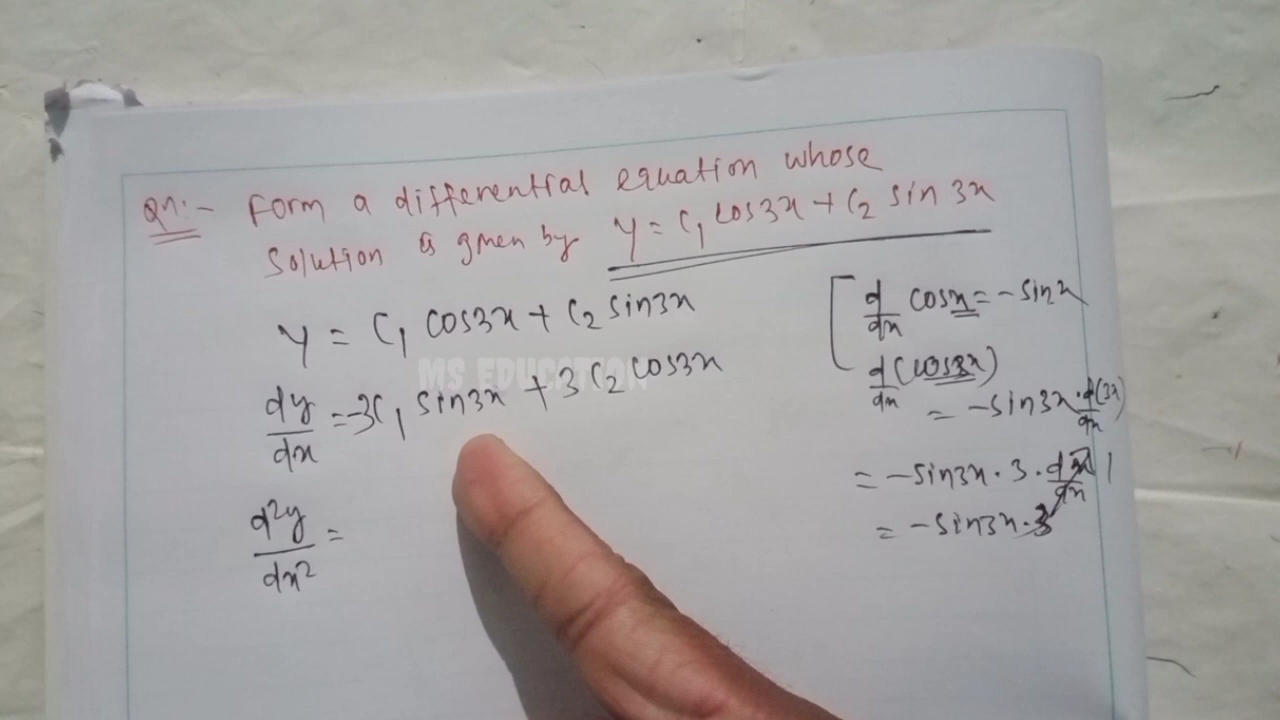 Qn:- Form a differential equation whose
Solution is given by y = C₁ cos3x + C₂ sin 3x
y = C₁ cos3x + C₂ sin3x
MS EDUCATION
dy/dx = -3C₁ sin3x + 3C₂ cos3x
d²y/dx² =
d/dx cosx = - sinx
d/dx (cos3x)
= - sin3x · d(3x)/dx
= - sin3x · 3 · dx/dx 1
= - sin3x · 3